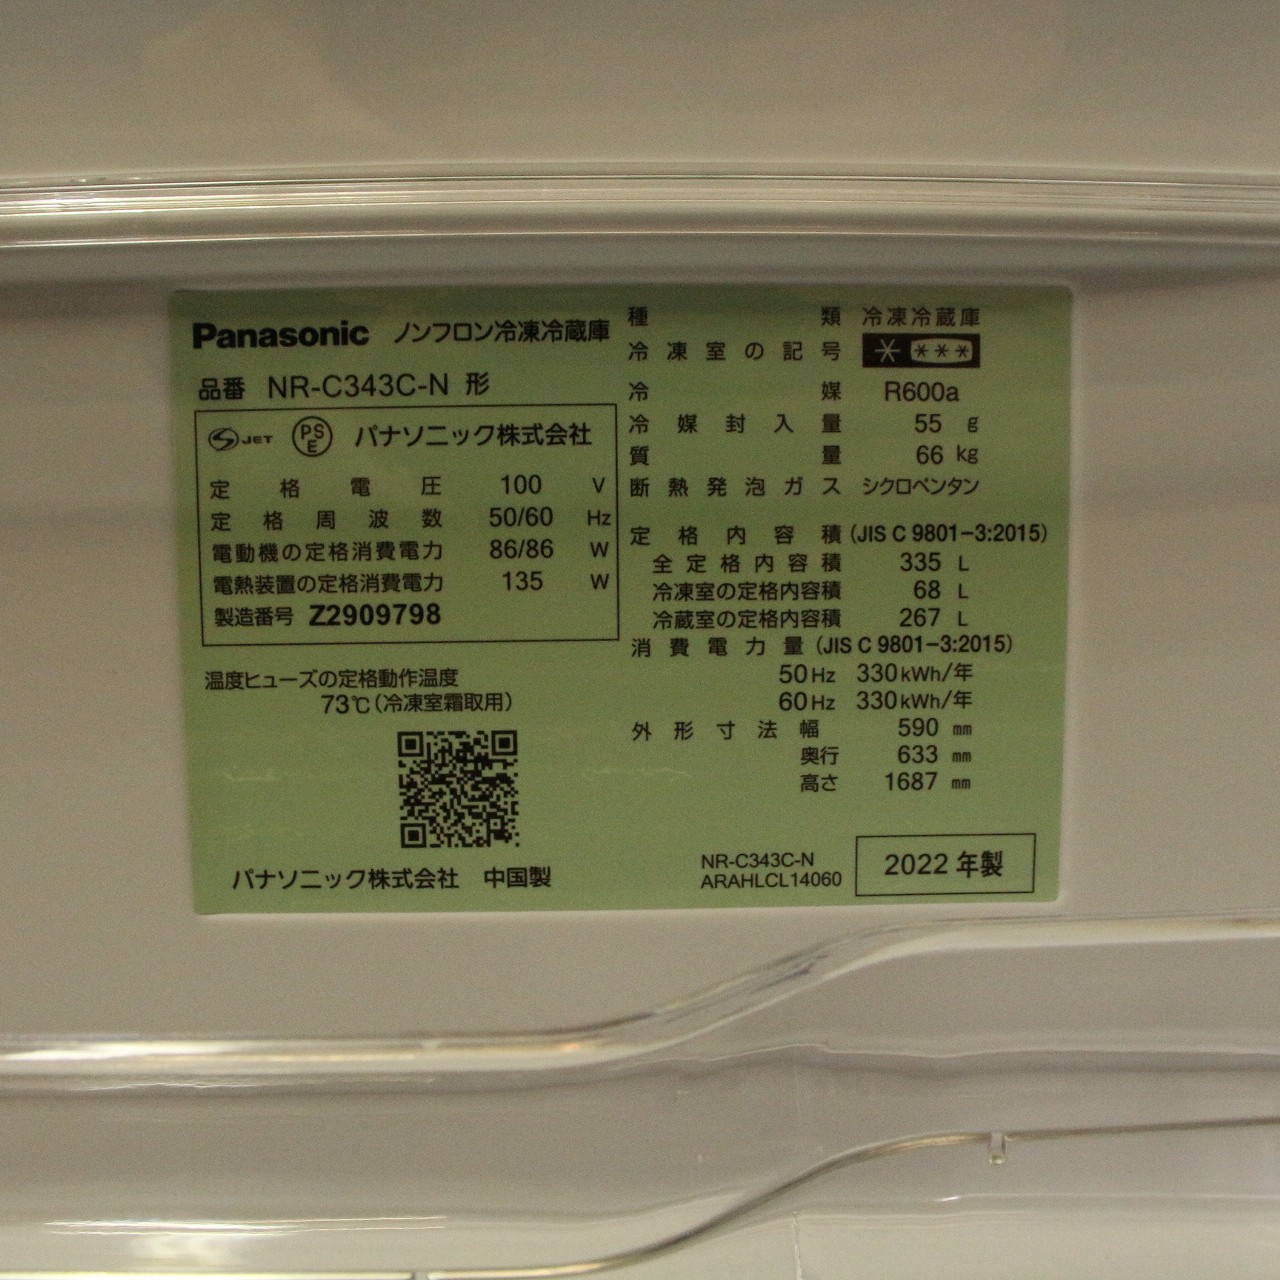 Panasonic ノンフロン冷凍冷蔵庫
品番 NR-C343C-N 形
JET PSE パナソニック株式会社
定格電圧 100 V
定格周波数 50/60 Hz
電動機の定格消費電力 86/86 W
電熱装置の定格消費電力 135 W
製造番号 Z2909798
温度ヒューズの定格動作温度
73℃(冷凍室霜取用)
パナソニック株式会社 中国製
種類 冷凍冷蔵庫
冷凍室の記号 * ***
冷媒 R600a
冷媒封入量 55 g
質量 66 kg
断熱発泡ガス シクロペンタン
定格内容積 (JIS C 9801-3:2015)
全定格内容積 335 L
冷凍室の定格内容積 68 L
冷蔵室の定格内容積 267 L
消費電力量 (JIS C 9801-3:2015)
50Hz 330kWh/年
60Hz 330kWh/年
外形寸法 幅 590 mm
奥行 633 mm
高さ 1687 mm
NR-C343C-N
ARAHLCL14060
2022 年製